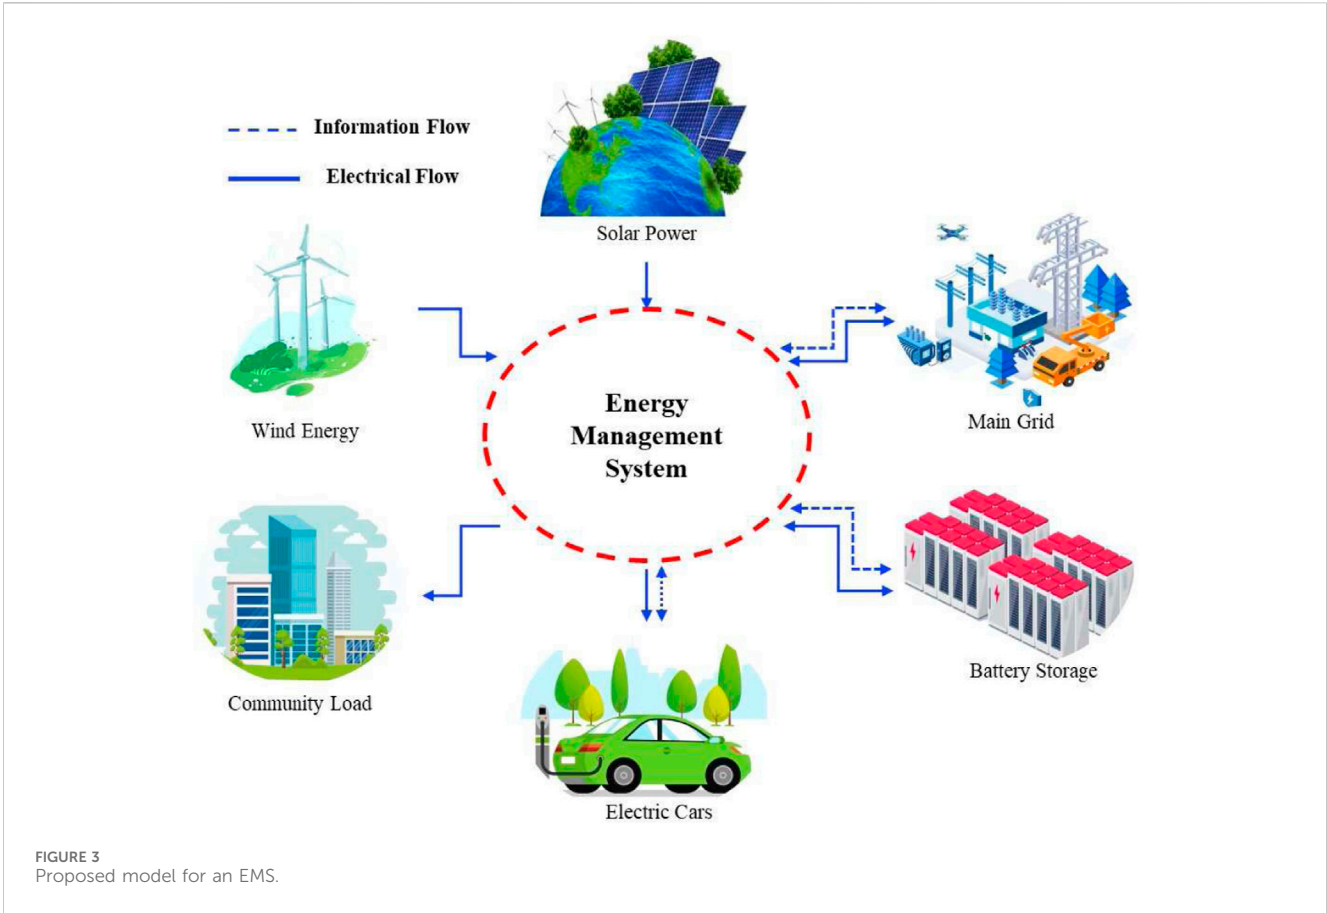 Information Flow
Electrical Flow
Solar Power
Wind Energy
Main Grid
Energy
Management
System
Community Load
Battery Storage
Electric Cars
FIGURE 3
Proposed model for an EMS.